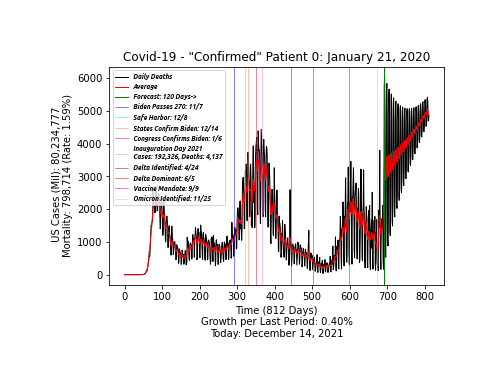 Covid-19 - "Confirmed" Patient 0: January 21, 2020
US Cases (Mil): 80,234,777
Mortality: 798,714 (Rate: 1.59%)
6000
5000
4000
3000
2000
1000
0
Daily Deaths
Average
Forecast: 120 Days->
Biden Passes 270: 11/7
Safe Harbor: 12/8
States Confirm Biden: 12/14
Congress Confirms Biden: 1/6
Inauguration Day 2021
Cases: 192,326, Deaths: 4,137
Delta Identified: 4/24
Delta Dominant: 6/5
Vaccine Mandate: 9/9
Omicron Identified: 11/25
0 100 200 300 400 500 600 700 800
Time (812 Days)
Growth per Last Period: 0.40%
Today: December 14, 2021